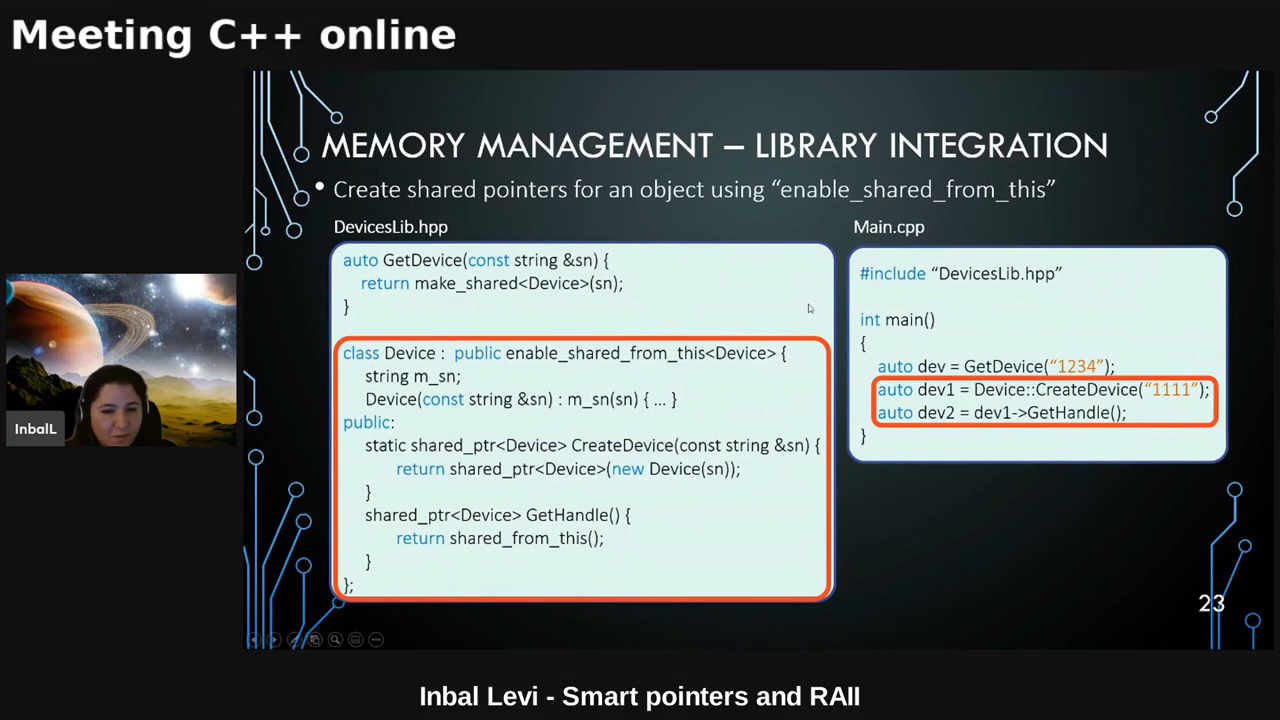 Meeting C++ online
MEMORY MANAGEMENT – LIBRARY INTEGRATION
• Create shared pointers for an object using “enable_shared_from_this”
DevicesLib.hpp
auto GetDevice(const string &sn) {
return make_shared<Device>(sn);
}
class Device : public enable_shared_from_this<Device> {
string m_sn;
Device(const string &sn) : m_sn(sn) { ... }
public:
static shared_ptr<Device> CreateDevice(const string &sn) {
return shared_ptr<Device>(new Device(sn));
}
shared_ptr<Device> GetHandle() {
return shared_from_this();
}
};
Main.cpp
#include “DevicesLib.hpp”
int main()
{
auto dev = GetDevice(“1234”);
auto dev1 = Device::CreateDevice(“1111”);
auto dev2 = dev1->GetHandle();
}
InbalL
23
Inbal Levi - Smart pointers and RAII